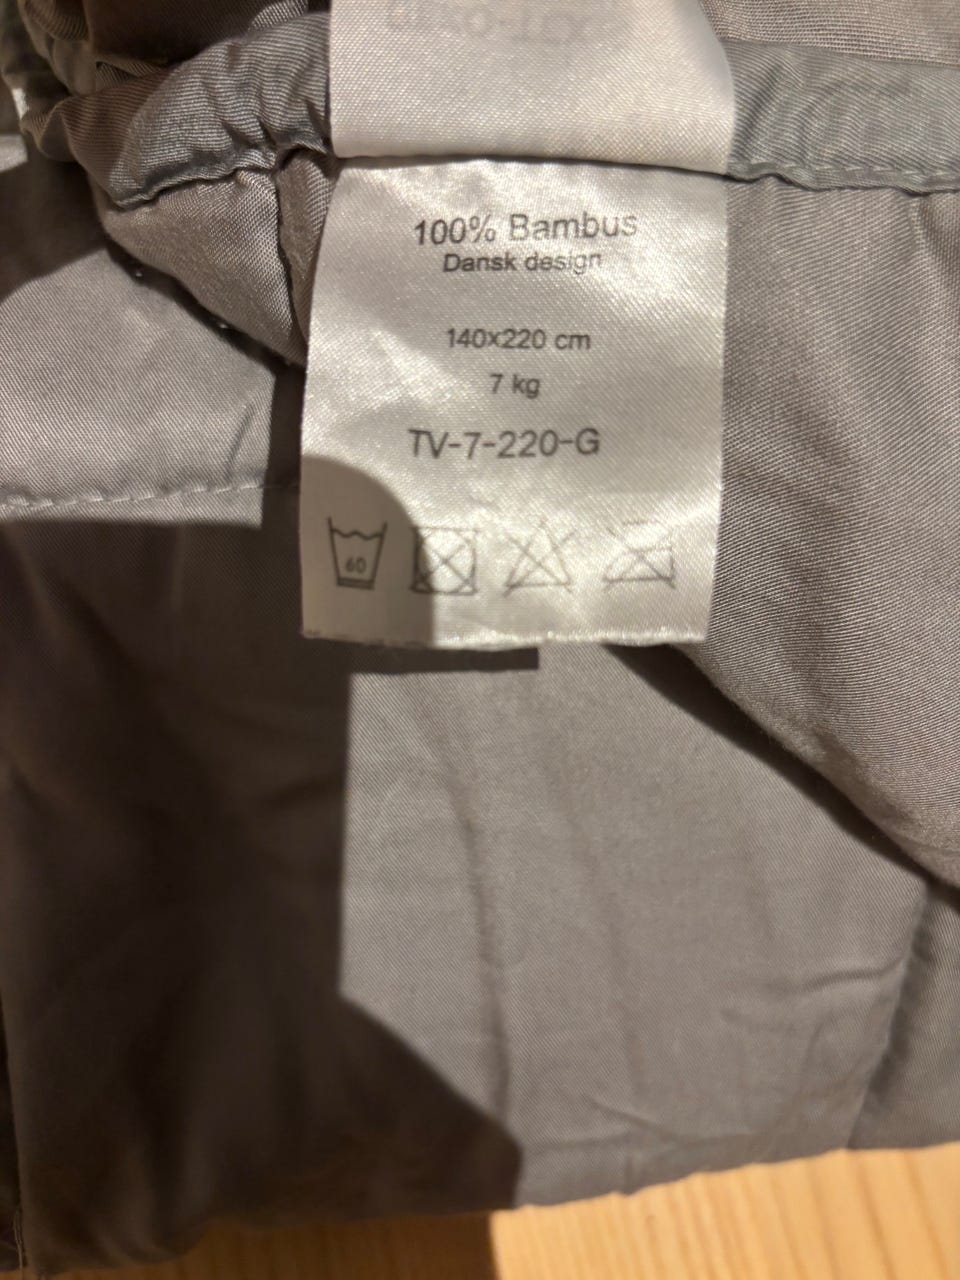 100% Bambus
Dansk design
140x220 cm
7 kg
TV-7-220-G
60